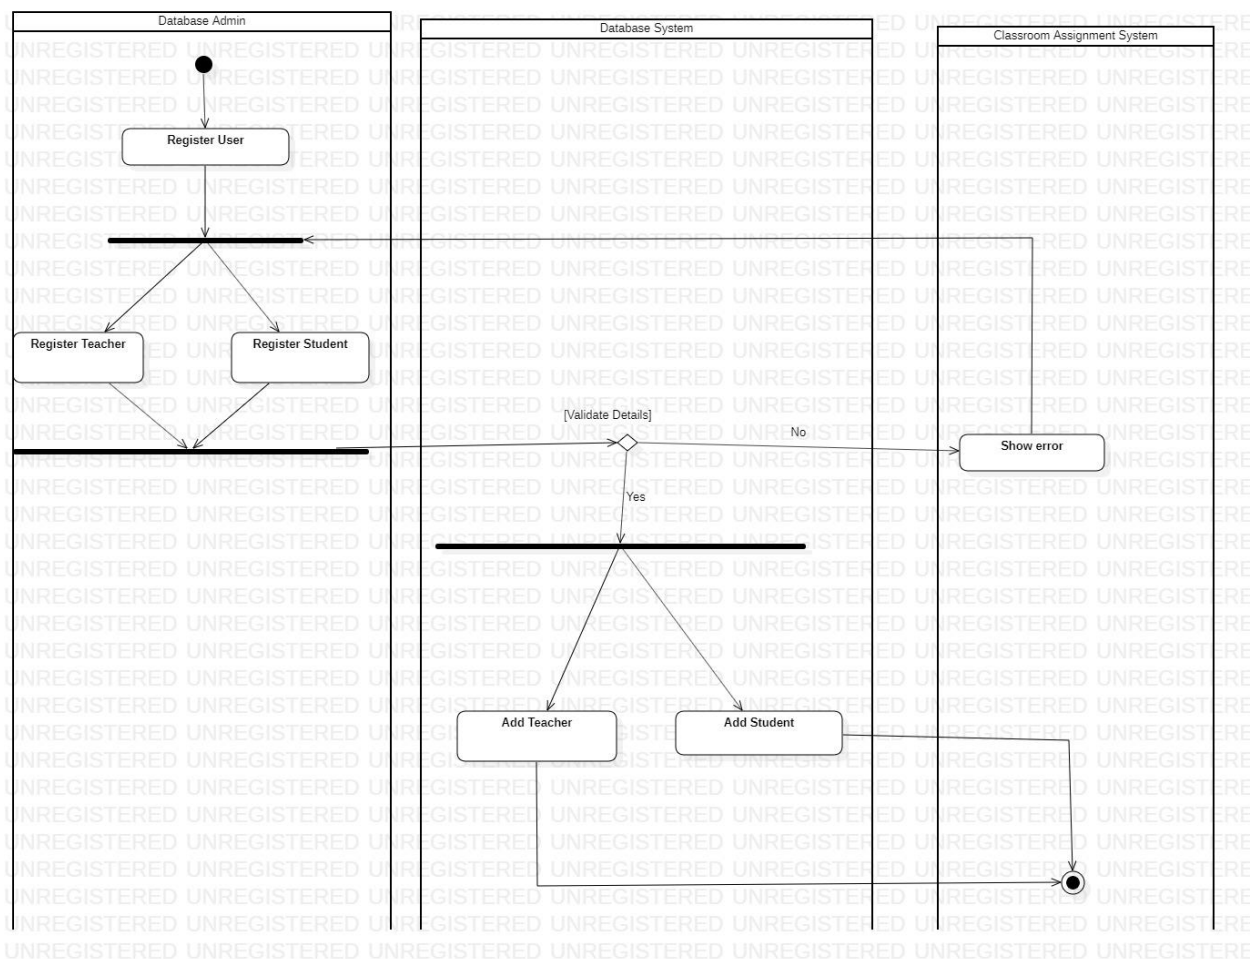 Database Admin
Database System
Classroom Assignment System
Register User
Register Teacher
Register Student
[Validate Details]
No
Show error
Yes
Add Teacher
Add Student
UNREGISTERED